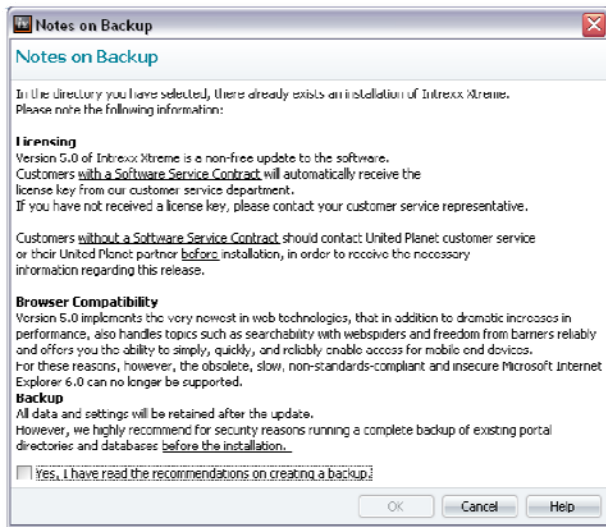 Notes on Backup
Notes on Backup
In the directory you have selected, there already exists an installation of Intrexx Xtreme.
Please note the following information:
Licensing
Version 5.0 of Intrexx Xtreme is a non-free update to the software.
Customers with a Software Service Contract will automatically receive the
license key from our customer service department.
If you have not received a license key, please contact your customer service representative.
Customers without a Software Service Contract should contact United Planet customer service
or their United Planet partner before installation, in order to receive the necessary
information regarding this release.
Browser Compatibility
Version 5.0 implements the very newest in web technologies, that in addition to dramatic increases in
performance, also handles topics such as searchability with webspiders and freedom from barriers reliably
and offers you the ability to simply, quickly, and reliably enable access for mobile end devices.
For these reasons, however, the obsolete, slow, non-standards-compliant and insecure Microsoft Internet
Explorer 6.0 can no longer be supported.
Backup
All data and settings will be retained after the update.
However, we highly recommend for security reasons running a complete backup of existing portal
directories and databases before the installation.
Yes, I have read the recommendations on creating a backup.
OK Cancel Help